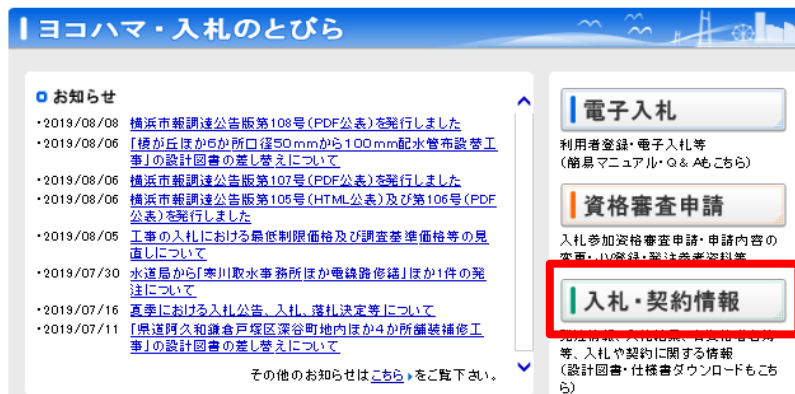 ヨコハマ・入札のとびら
お知らせ
・2019/08/08 横浜市報調達公告版第108号(PDF公表)を発行しました
・2019/08/06 「榎が丘ほか6か所口径50mmから100mm配水管布設替工
事」の設計図書の差し替えについて
・2019/08/06 横浜市報調達公告版第107号(PDF公表)を発行しました
・2019/08/06 横浜市報調達公告版第105号(HTML公表)及び第106号(PDF
公表)を発行しました
・2019/08/05 工事の入札における最低制限価格及び調査基準価格等の見
直しについて
・2019/07/30 水道局から「寒川取水事務所ほか電線路修繕」ほか1件の発
注について
・2019/07/16 夏季における入札公告、入札、落札決定等について
・2019/07/11 「県道阿久和鎌倉戸塚区深谷町地内ほか4か所舗装補修工
事」の設計図書の差し替えについて
その他のお知らせはこちらをご覧下さい。
電子入札
利用者登録・電子入札等
(簡易マニュアル・Q&Aもこちら)
資格審査申請
入札参加資格審査申請・申請内容の
変更・JV登録・発注参考資料等
入札・契約情報
等、入札や契約に関する情報
(設計図書・仕様書ダウンロードもこち
ら)